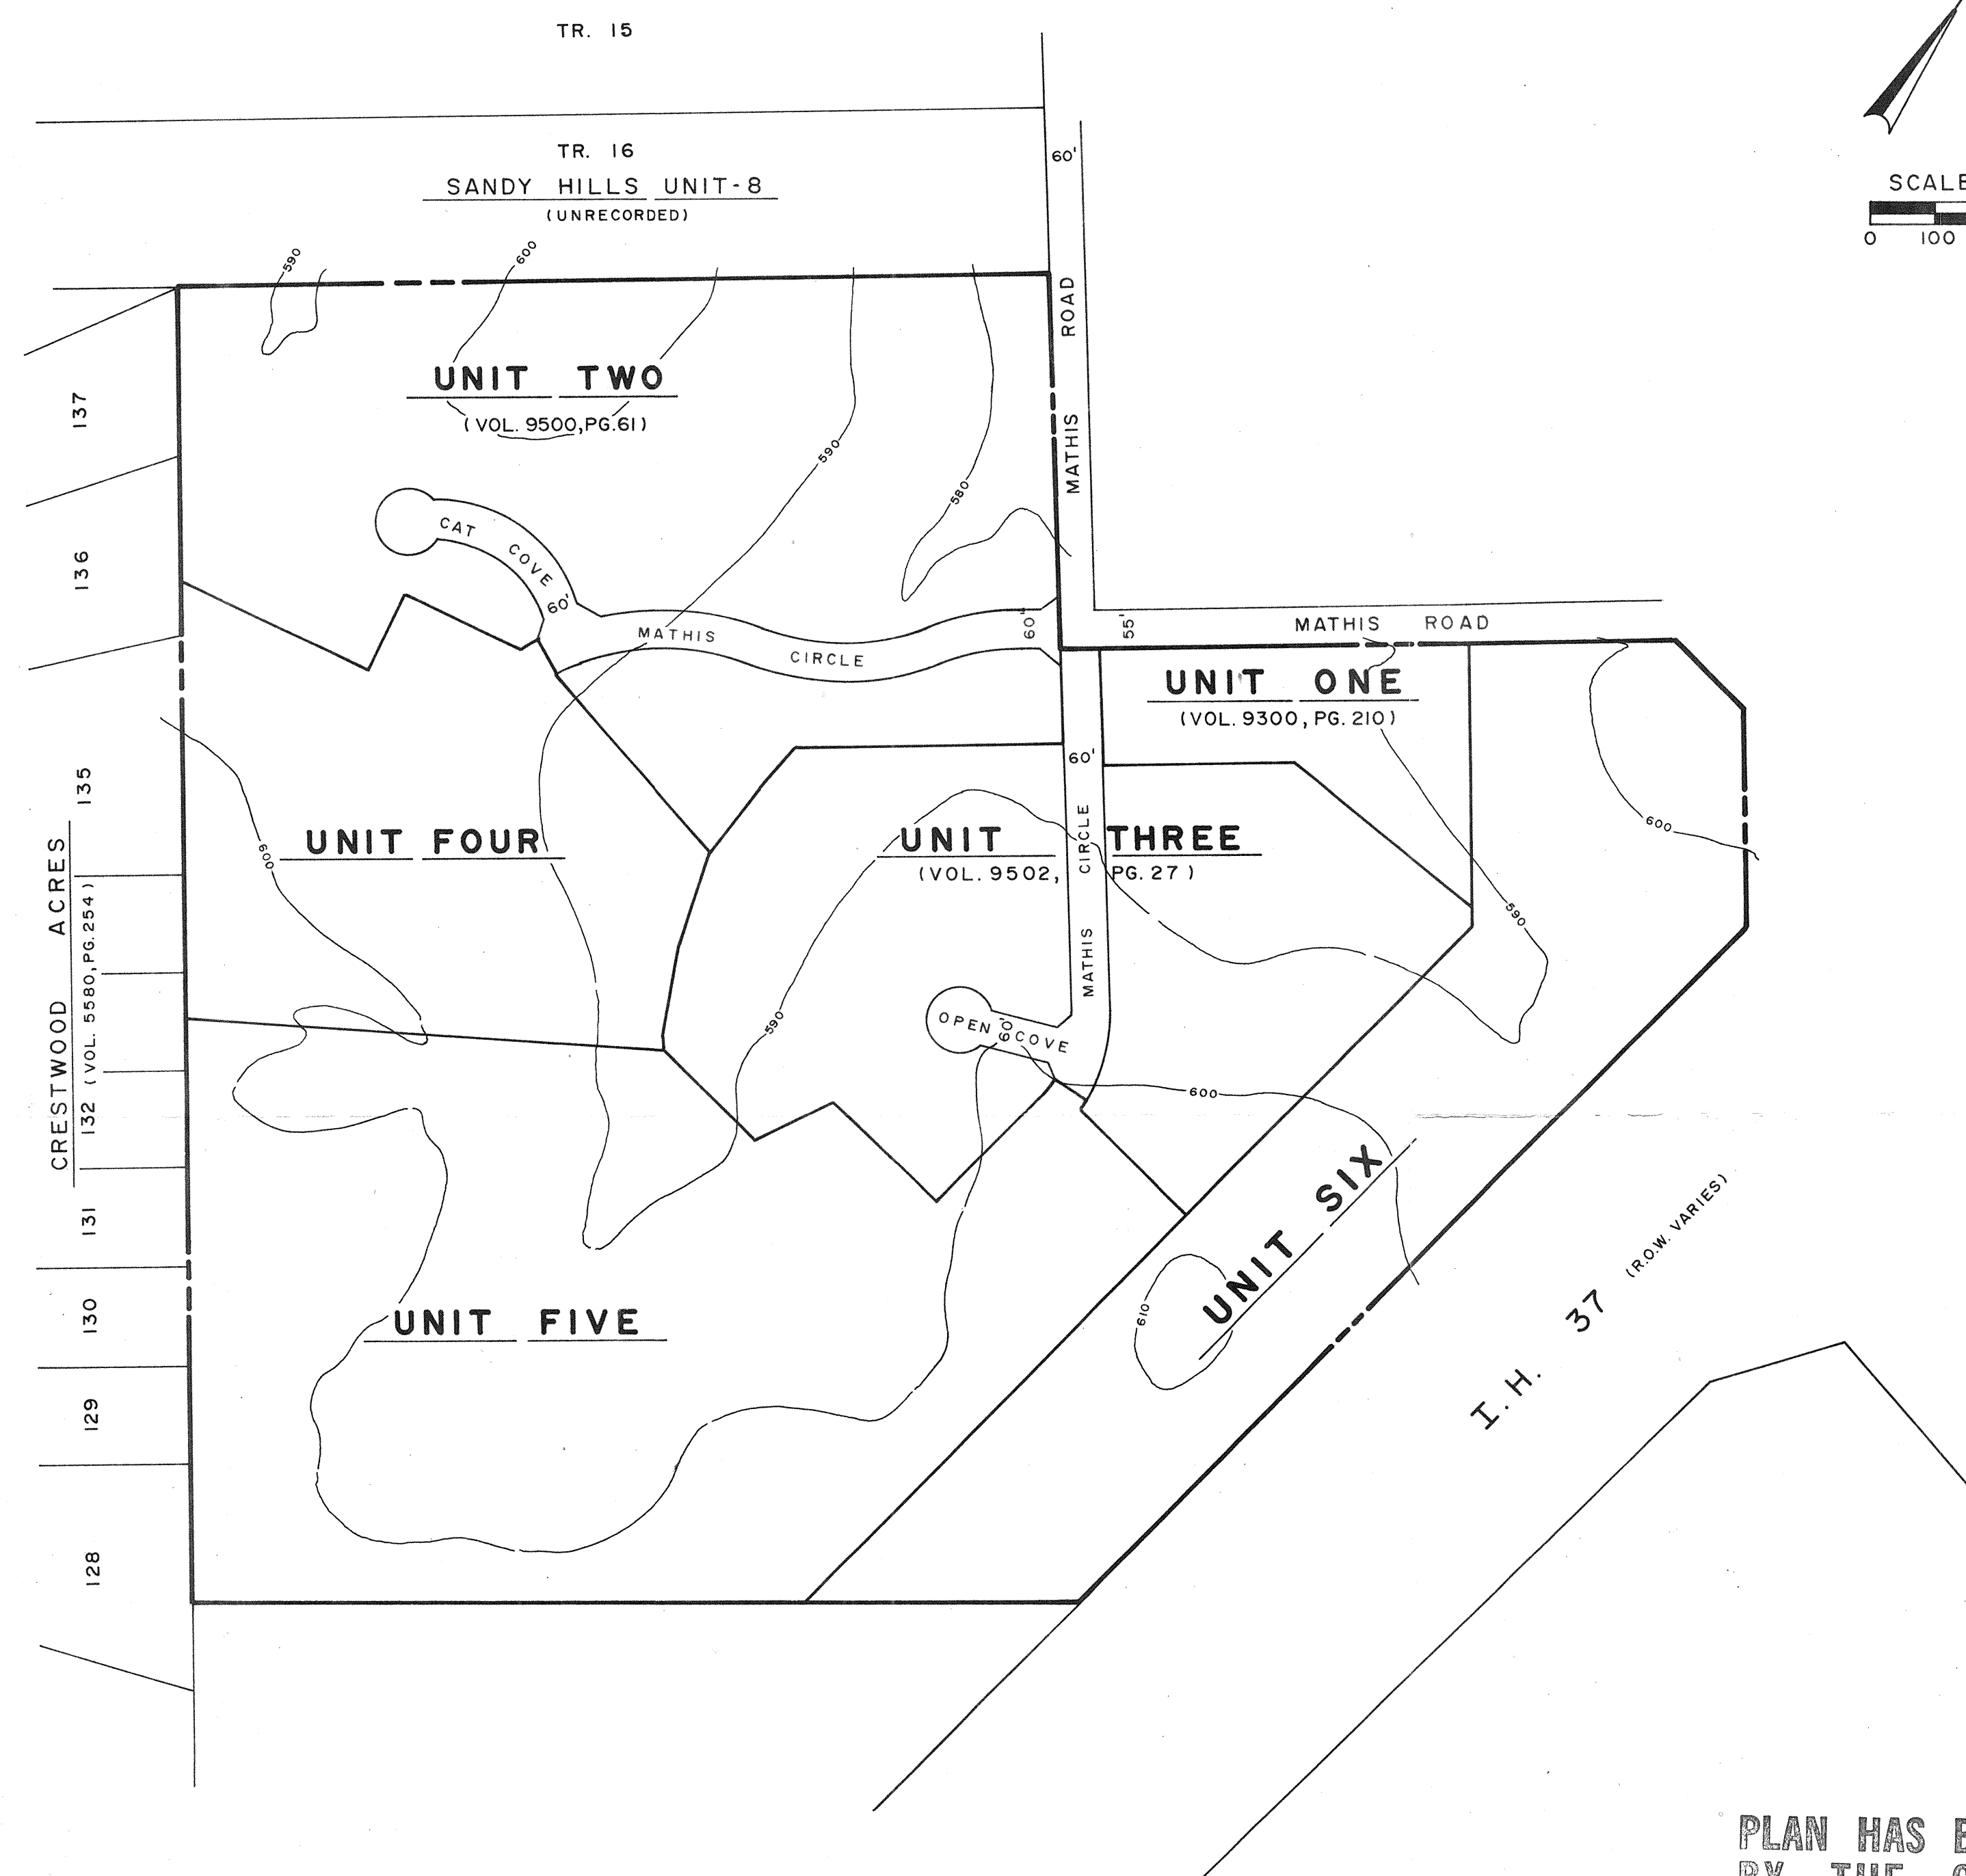 TR. 15
TR. 16
60'
SANDY HILLS UNIT-8
(UNRECORDED)
SCALE
0 100
590
600
MATHIS ROAD
UNIT TWO
(VOL. 9500, PG. 61)
137
590
580
CAT COVE
60'
136
MATHIS CIRCLE
60'
55'
MATHIS ROAD
UNIT ONE
(VOL. 9300, PG. 210)
60'
135
600
UNIT FOUR
600
UNIT THREE
(VOL. 9502, PG. 27)
MATHIS CIRCLE
590
CRESTWOOD ACRES
(VOL. 5580, PG. 254)
590
OPEN COVE
60'
600
132
UNIT SIX
131
(R.O.W. VARIES)
610
I.H. 37
130
UNIT FIVE
129
128
PLAN HAS
BY THE